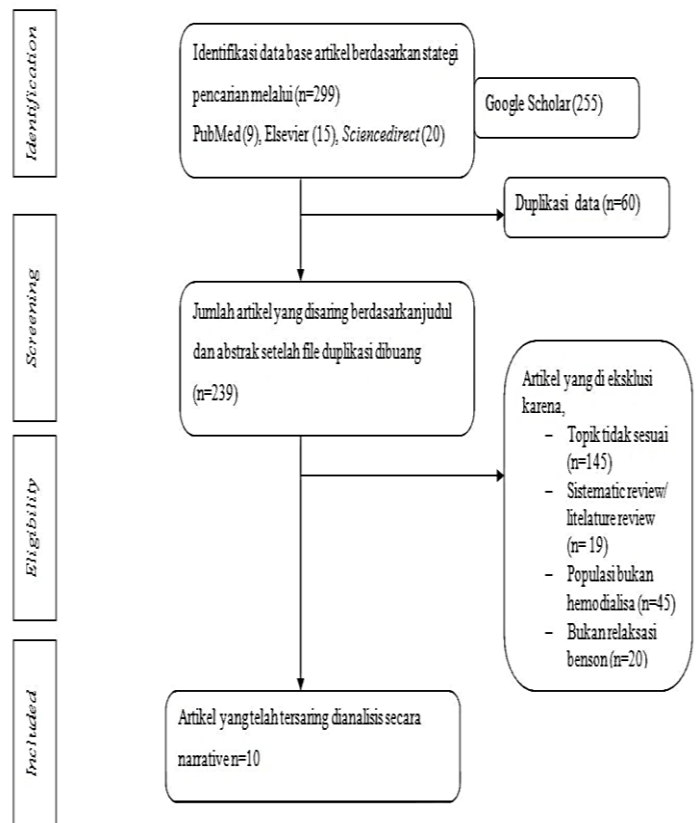 Identification
Identifikasi data base artikel berdasarkan stategi
pencarian melalui (n=299)
PubMed (9), Elsevier (15), Sciencedirect (20)
Google Scholar (255)
Duplikasi data (n=60)
Screening
Jumlah artikel yang disaring berdasarkan judul
dan abstrak setelah file duplikasi dibuang
(n=239)
Artikel yang di eksklusi
karena,
– Topik tidak sesuai
(n=145)
– Sistematic review/
litelature review
(n= 19)
– Populasi bukan
hemodialisa (n=45)
– Bukan relaksasi
benson (n=20)
Eligibility
Included
Artikel yang telah tersaring dianalisis secara
narrative n=10